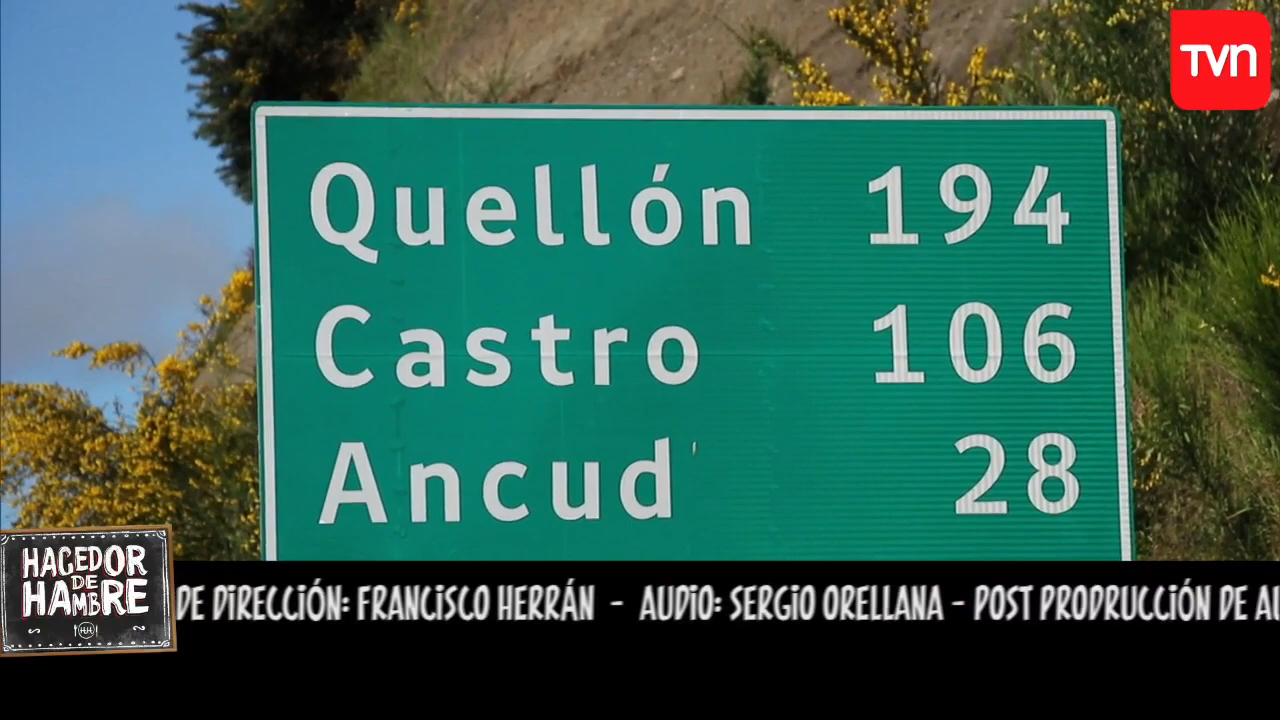 TVN
Quellón 194
Castro 106
Ancud 28
HACEDOR
DE
HAMBRE
DE DIRECCIÓN: FRANCISCO HERRÁN - AUDIO: SERGIO ORELLANA - POST PRODRUCCIÓN DE